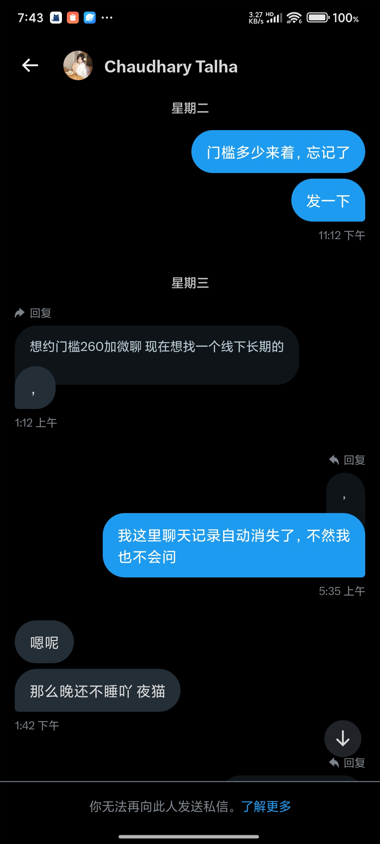 7:43
3.27
KB/s
HD
6
100%
Chaudhary Talha
星期二
门槛多少来着，忘记了
发一下
11:12 下午
星期三
回复
想约门槛260加微聊 现在想找一个线下长期的
，
1:12 上午
回复
，
我这里聊天记录自动消失了，不然我
也不会问
5:35 上午
嗯呢
那么晚还不睡吖 夜猫
1:42 下午
回复
你无法再向此人发送私信。了解更多